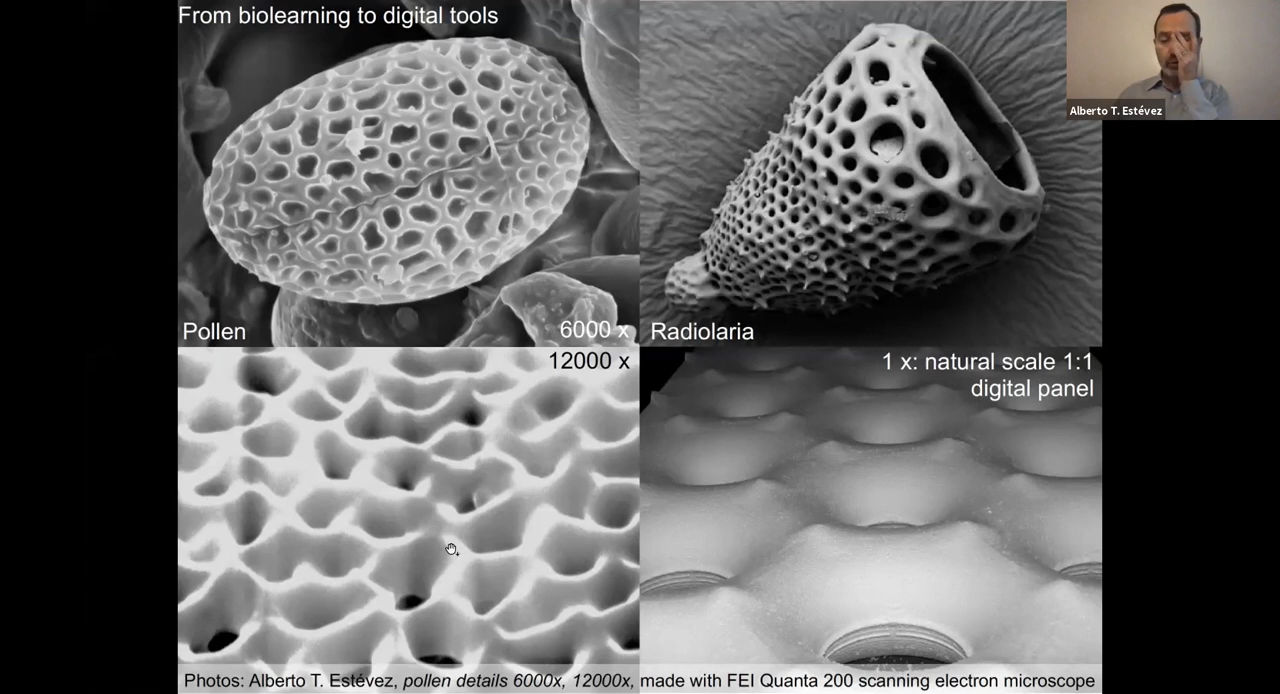 From biolearning to digital tools
Alberto T. Estévez
Pollen
6000 x
Radiolaria
12000 x
1 x: natural scale 1:1
digital panel
Photos: Alberto T. Estévez, pollen details 6000x, 12000x, made with FEI Quanta 200 scanning electron microscope